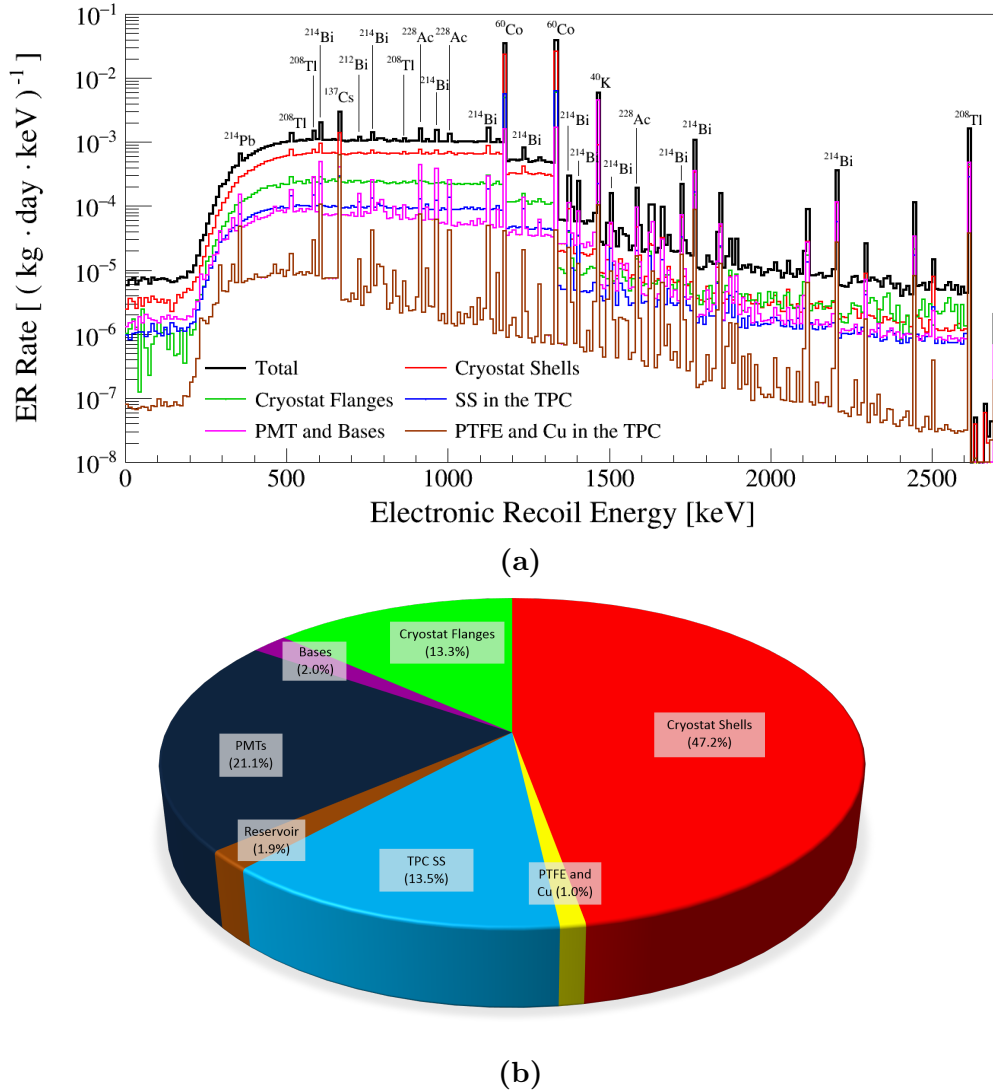 10⁻¹
10⁻²
10⁻³
10⁻⁴
10⁻⁵
10⁻⁶
10⁻⁷
10⁻⁸
ER Rate [ ( kg · day · keV )⁻¹ ]
²¹⁴Pb
²⁰⁸Tl
²⁰⁸Tl
²¹⁴Bi
¹³⁷Cs
²¹²Bi
²¹⁴Bi
²⁰⁸Tl
²²⁸Ac
²¹⁴Bi
²²⁸Ac
²¹⁴Bi
⁶⁰Co
²¹⁴Bi
⁶⁰Co
²¹⁴Bi
²¹⁴Bi
⁴⁰K
²¹⁴Bi
²²⁸Ac
²¹⁴Bi
²¹⁴Bi
²¹⁴Bi
²⁰⁸Tl
Total
Cryostat Shells
Cryostat Flanges
SS in the TPC
PMT and Bases
PTFE and Cu in the TPC
0 500 1000 1500 2000 2500
Electronic Recoil Energy [keV]
(a)
Cryostat Flanges
(13.3%)
Bases
(2.0%)
Cryostat Shells
(47.2%)
PMTs
(21.1%)
Reservoir
(1.9%)
TPC SS
(13.5%)
PTFE and
Cu (1.0%)
(b)